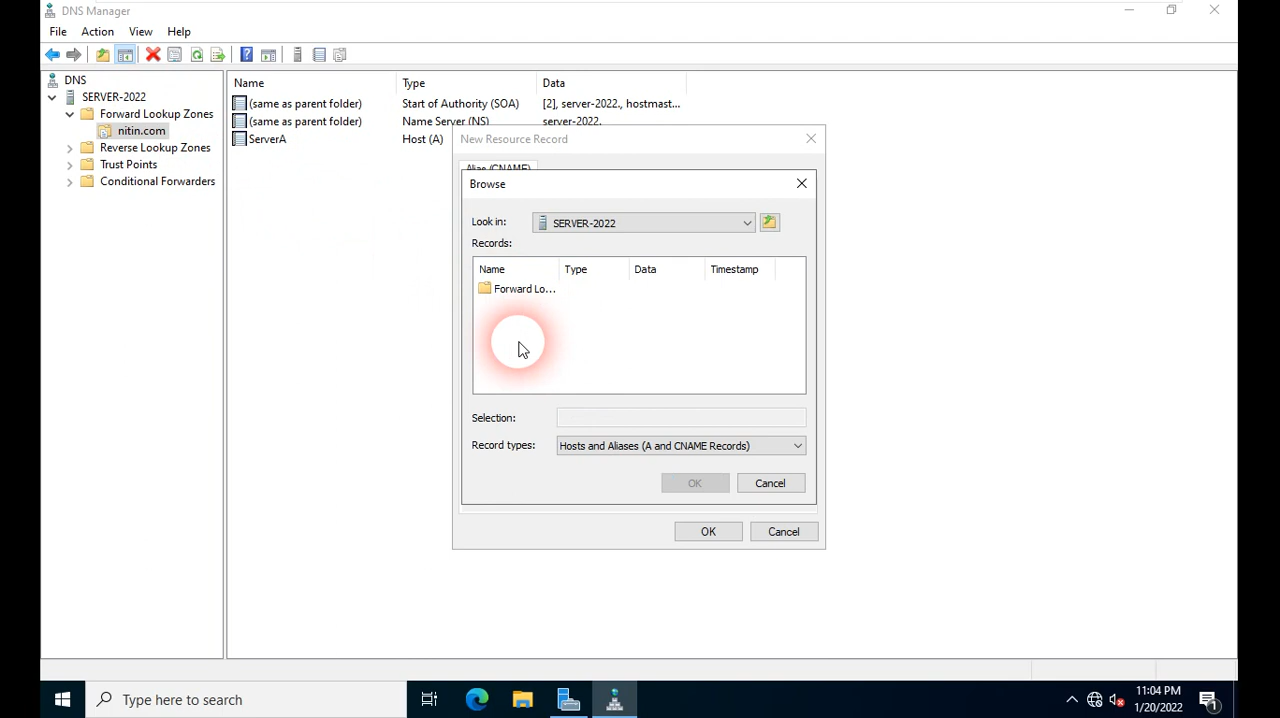 DNS Manager
File Action View Help
DNS
SERVER-2022
Forward Lookup Zones
nitin.com
Reverse Lookup Zones
Trust Points
Conditional Forwarders
Name Type Data
(same as parent folder) Start of Authority (SOA) [2], server-2022., hostmast...
(same as parent folder) Name Server (NS) server-2022.
ServerA Host (A)
New Resource Record
Alias (CNAME)
Browse
Look in: SERVER-2022
Records:
Name Type Data Timestamp
Forward Lo...
Selection:
Record types: Hosts and Aliases (A and CNAME Records)
OK Cancel
OK Cancel
Type here to search
11:04 PM
1/20/2022
1